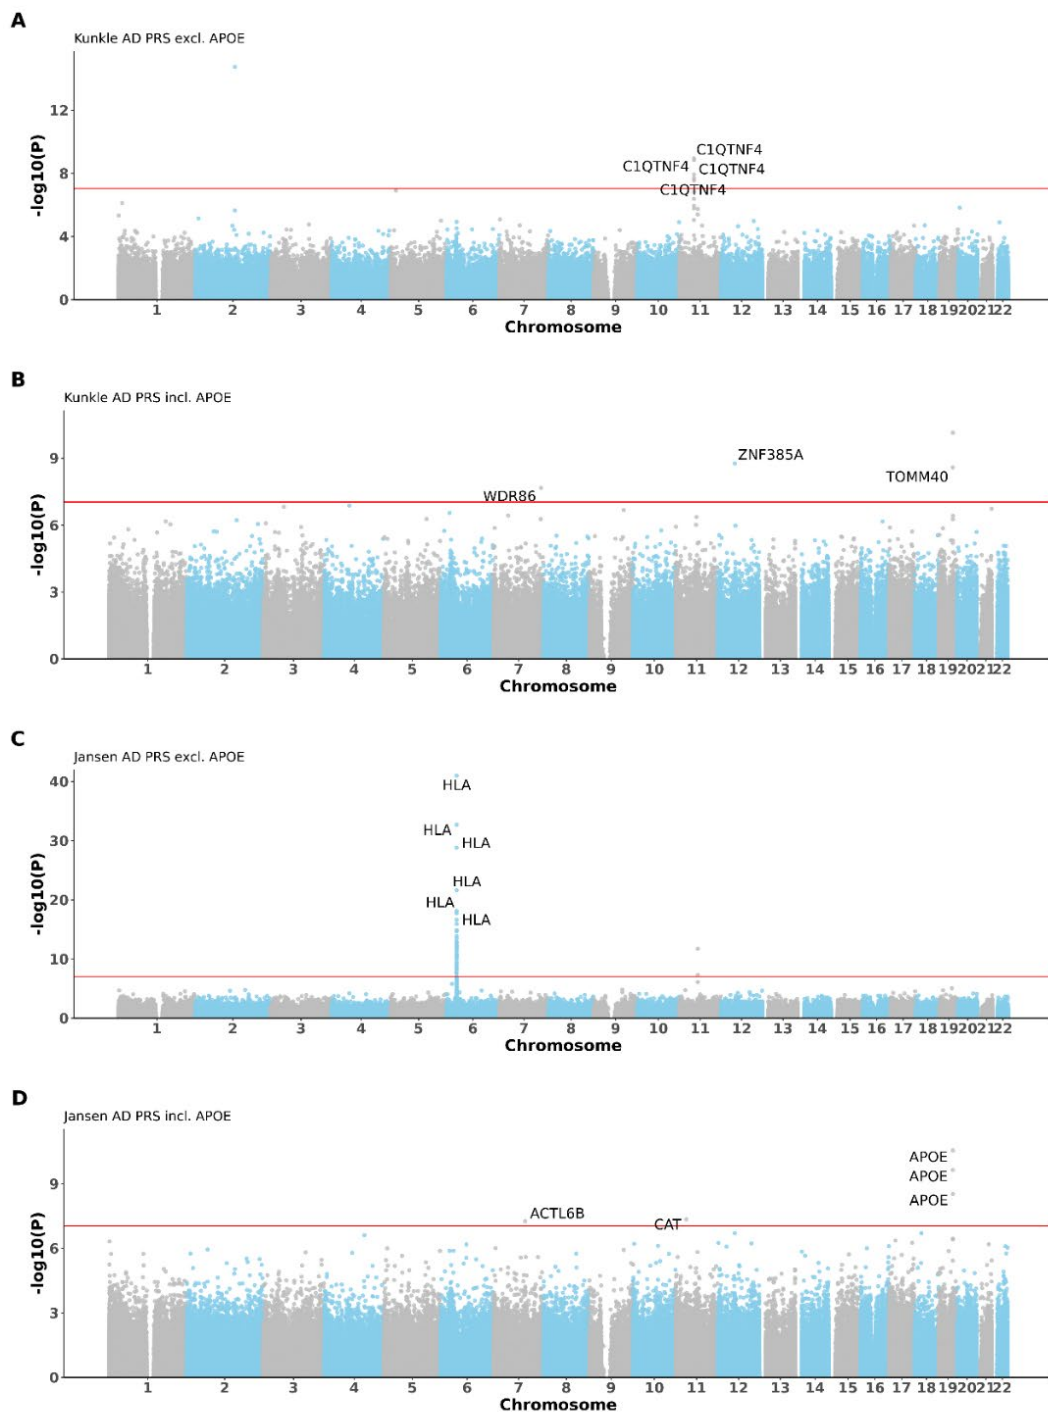 A
Kunkle AD PRS excl. APOE
12
8
4
0
-log10(P)
C1QTNF4
C1QTNF4
C1QTNF4
C1QTNF4
1 2 3 4 5 6 7 8 9 10 11 12 13 14 15 16 17 18 19 20 21 22
Chromosome
B
Kunkle AD PRS incl. APOE
9
6
3
0
-log10(P)
ZNF385A
TOMM40
WDR86
1 2 3 4 5 6 7 8 9 10 11 12 13 14 15 16 17 18 19 20 21 22
Chromosome
C
Jansen AD PRS excl. APOE
40
30
20
10
0
-log10(P)
HLA
HLA
HLA
HLA
HLA
HLA
1 2 3 4 5 6 7 8 9 10 11 12 13 14 15 16 17 18 19 20 21 22
Chromosome
D
Jansen AD PRS incl. APOE
9
6
3
0
-log10(P)
APOE
APOE
APOE
ACTL6B
CAT
1 2 3 4 5 6 7 8 9 10 11 12 13 14 15 16 17 18 19 20 21 22
Chromosome